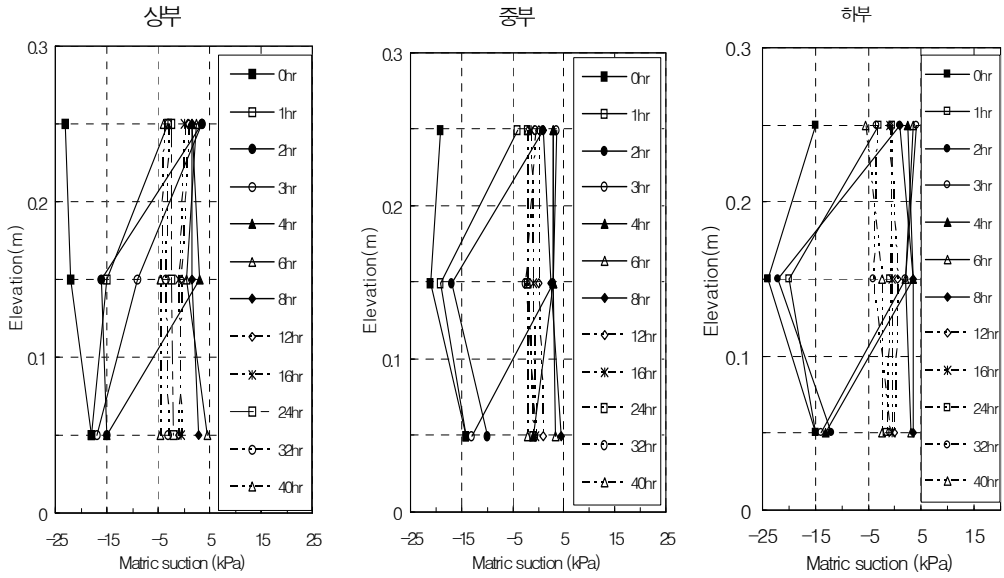 상부
0.3
0.2
0.1
0
Elevation(m)
-25
-15
-5
5
15
25
Matric suction (kPa)
0hr
1hr
2hr
3hr
4hr
6hr
8hr
12hr
16hr
24hr
32hr
40hr
중부
0.3
0.2
0.1
0
Elevation(m)
-25
-15
-5
5
15
25
Matric suction (kPa)
0hr
1hr
2hr
3hr
4hr
6hr
8hr
12hr
16hr
24hr
32hr
40hr
하부
0.3
0.2
0.1
0
Elevation(m)
-25
-15
-5
5
15
25
Matric suction (kPa)
0hr
1hr
2hr
3hr
4hr
6hr
8hr
12hr
16hr
24hr
32hr
40hr